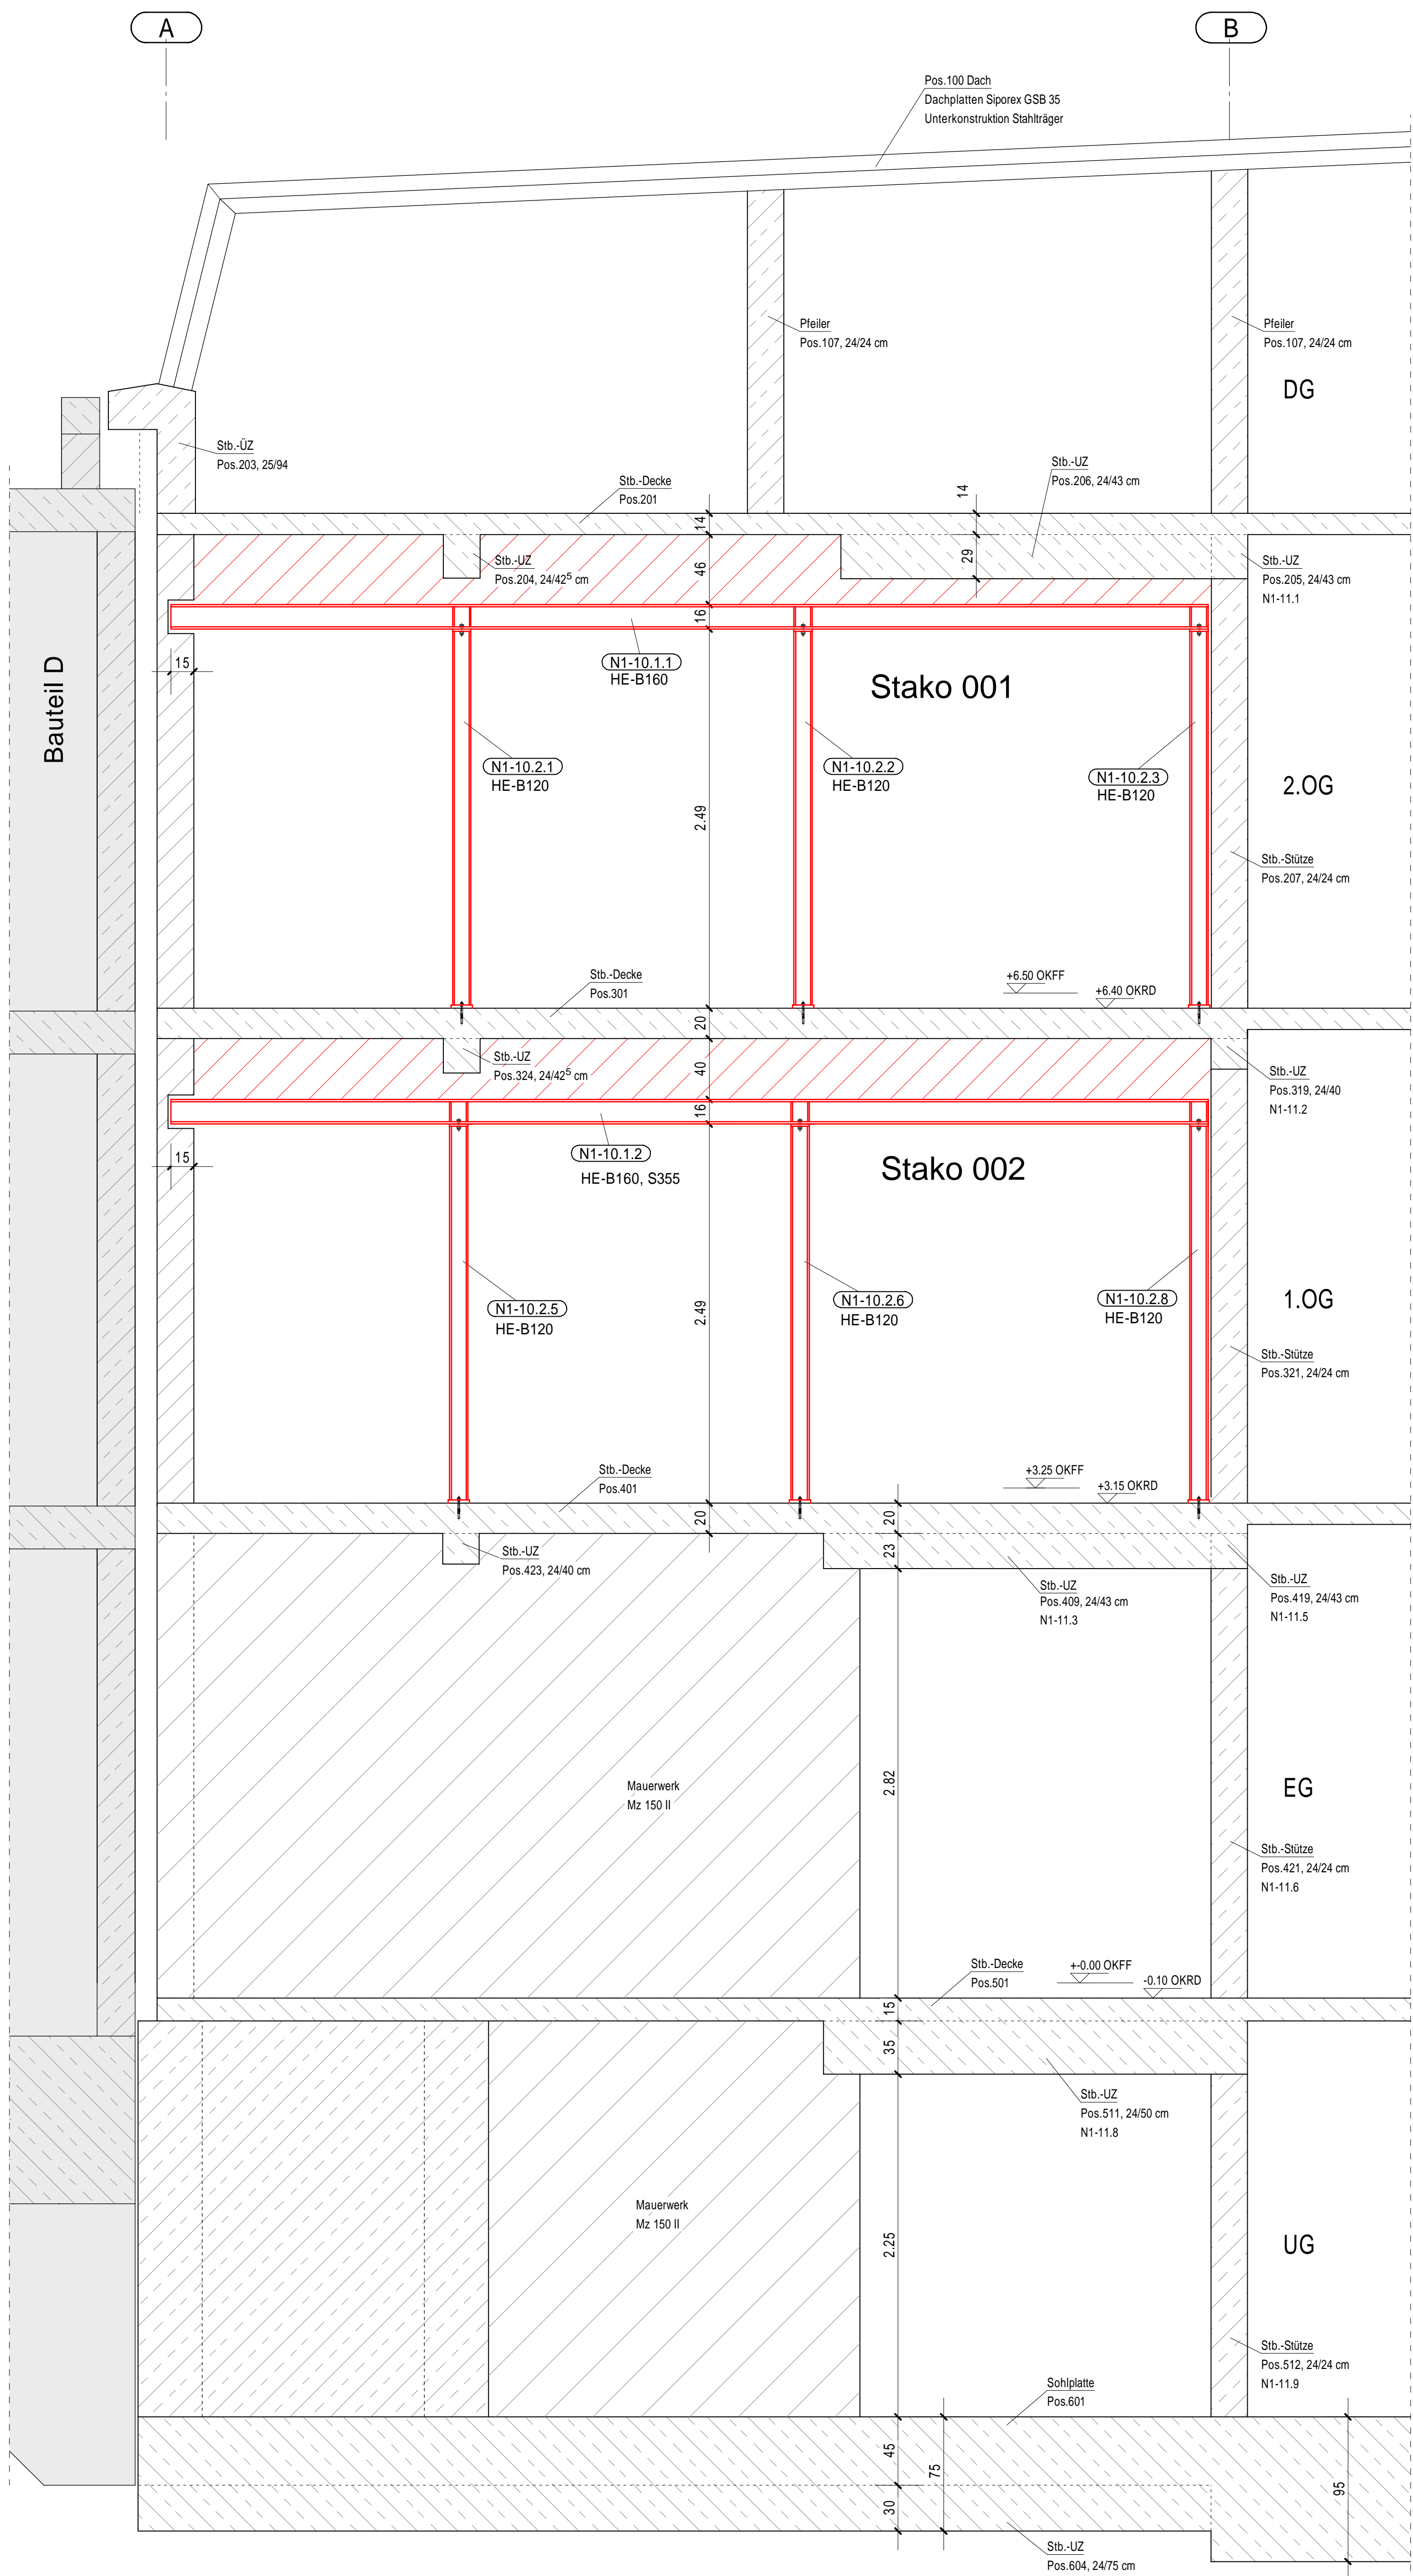 A
B
Pos.100 Dach
Dachplatten Siporex GSB 35
Unterkonstruktion Stahlträger
Pfeiler
Pos.107, 24/24 cm
Pfeiler
Pos.107, 24/24 cm
DG
Stb.-ÜZ
Pos.203, 25/94
Stb.-Decke
Pos.201
Stb.-UZ
Pos.206, 24/43 cm
14
14
46
16
29
Stb.-UZ
Pos.204, 24/42⁵ cm
Stb.-UZ
Pos.205, 24/43 cm
N1-11.1
15
N1-10.1.1
HE-B160
Stako 001
Bauteil D
N1-10.2.1
HE-B120
N1-10.2.2
HE-B120
N1-10.2.3
HE-B120
2.OG
2.49
Stb.-Stütze
Pos.207, 24/24 cm
Stb.-Decke
Pos.301
+6.50 OKFF
+6.40 OKRD
20
40
16
Stb.-UZ
Pos.324, 24/42⁵ cm
Stb.-UZ
Pos.319, 24/40
N1-11.2
15
N1-10.1.2
HE-B160, S355
Stako 002
N1-10.2.5
HE-B120
N1-10.2.6
HE-B120
N1-10.2.8
HE-B120
1.OG
2.49
Stb.-Stütze
Pos.321, 24/24 cm
Stb.-Decke
Pos.401
+3.25 OKFF
+3.15 OKRD
20
20
23
Stb.-UZ
Pos.423, 24/40 cm
Stb.-UZ
Pos.409, 24/43 cm
N1-11.3
Stb.-UZ
Pos.419, 24/43 cm
N1-11.5
Mauerwerk
Mz 150 II
2.82
EG
Stb.-Stütze
Pos.421, 24/24 cm
N1-11.6
Stb.-Decke
Pos.501
+-0.00 OKFF
-0.10 OKRD
15
35
Stb.-UZ
Pos.511, 24/50 cm
N1-11.8
Mauerwerk
Mz 150 II
2.25
UG
Stb.-Stütze
Pos.512, 24/24 cm
N1-11.9
Sohlplatte
Pos.601
45
75
30
95
Stb.-UZ
Pos.604, 24/75 cm